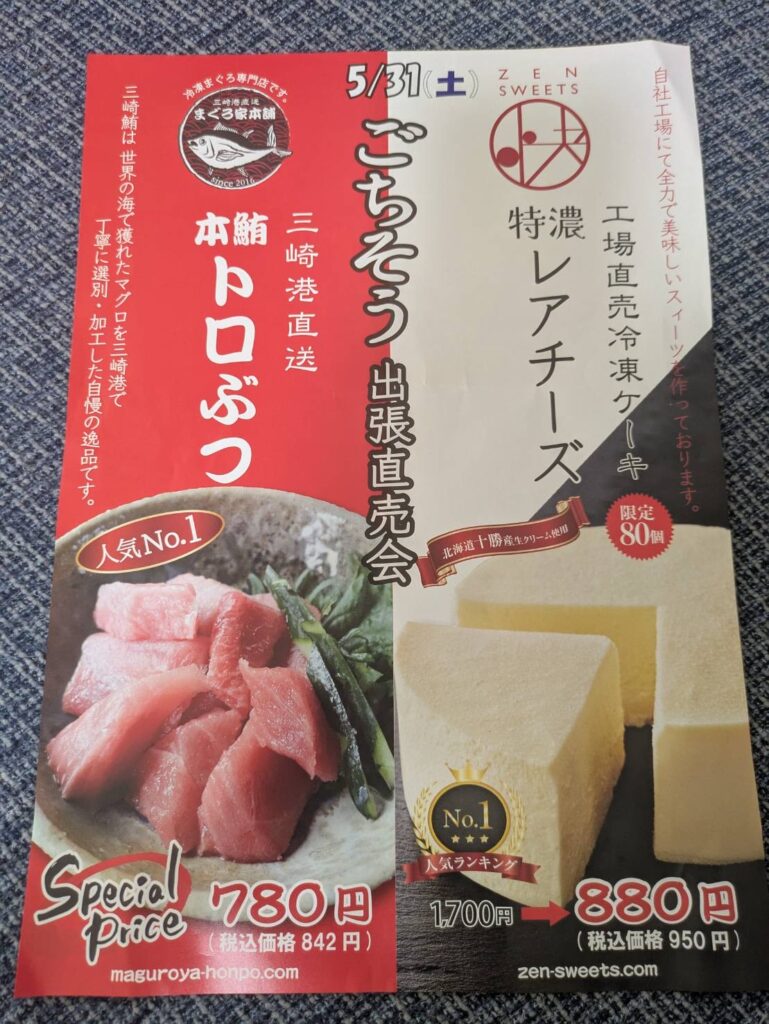 5/31(土)
ごちそう
出張直売会
冷凍まぐろ専門店です。
三崎港直送
まぐろ家本舗
since 2016
三崎鮪は 世界の海で獲れたマグロを三崎港で
丁寧に選別・加工した自慢の逸品です。
三崎港直送
本鮪
トロぶつ
人気No.1
Special
Price
780円
(税込価格 842円)
maguroya-honpo.com
ZEN
SWEETS
快
自社工場にて全力で美味しいスィーツを作っております。
工場直売冷凍ケーキ
特濃
レアチーズ
限定
80個
北海道十勝産生クリーム使用
No.1
人気ランキング
1,700円→880円
(税込価格 950円)
zen-sweets.com